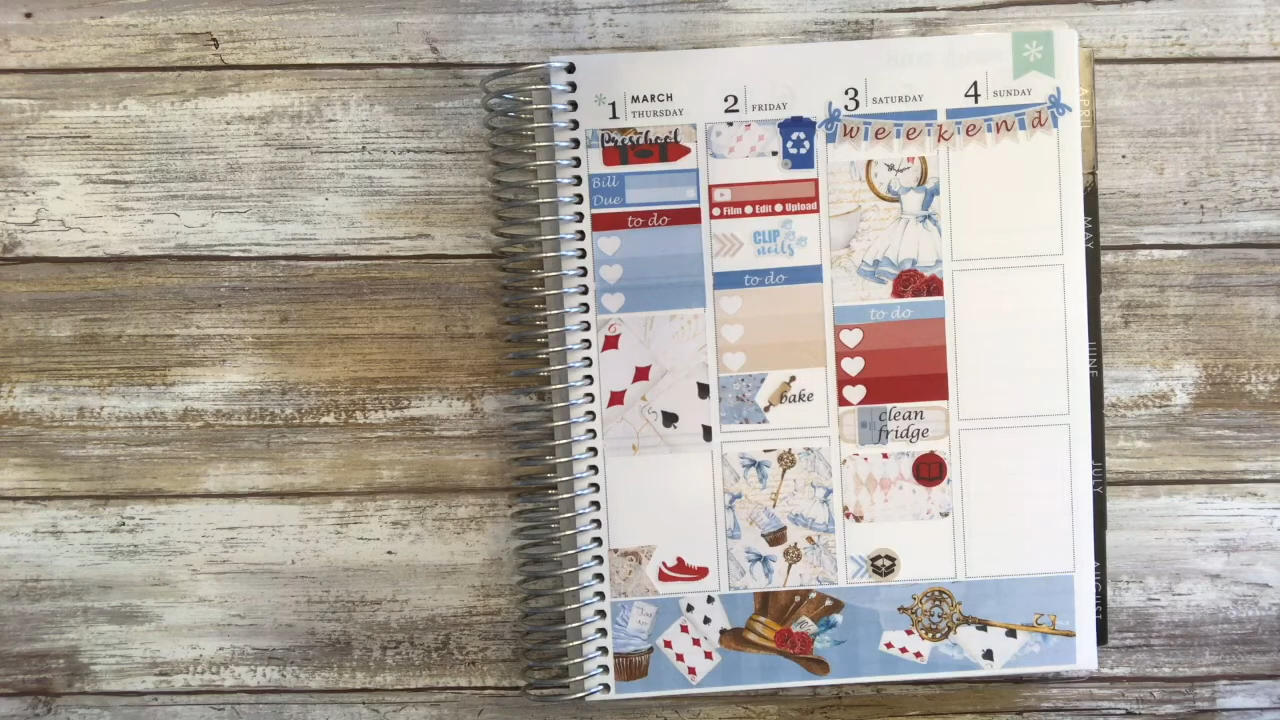 1 MARCH THURSDAY
2 FRIDAY
3 SATURDAY
4 SUNDAY
weekend
Preschool
Bill Due
to do
Film Edit Upload
CLIP nails
to do
bake
to do
clean fridge
APRIL
MAY
JUNE
JULY
AUGUST